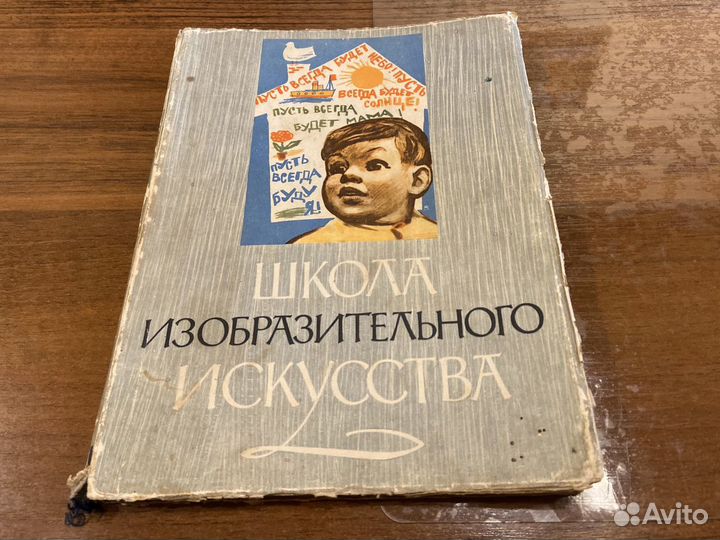 ПУСТЬ ВСЕГДА БУДЕТ НЕБО! ПУСТЬ
ВСЕГДА БУДЕТ
СОЛНЦЕ!
ПУСТЬ ВСЕГДА
БУДЕТ МАМА!
ПУСТЬ
ВСЕГДА
БУДУ
Я!
ШКОЛА
ИЗОБРАЗИТЕЛЬНОГО
ИСКУССТВА
Avito